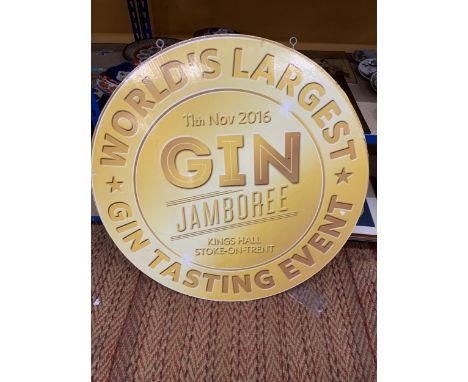 WORLD'S LARGEST
11th Nov 2016
GIN
JAMBOREE
KINGS HALL
STOKE-ON-TRENT
★ GIN TASTING EVENT ★